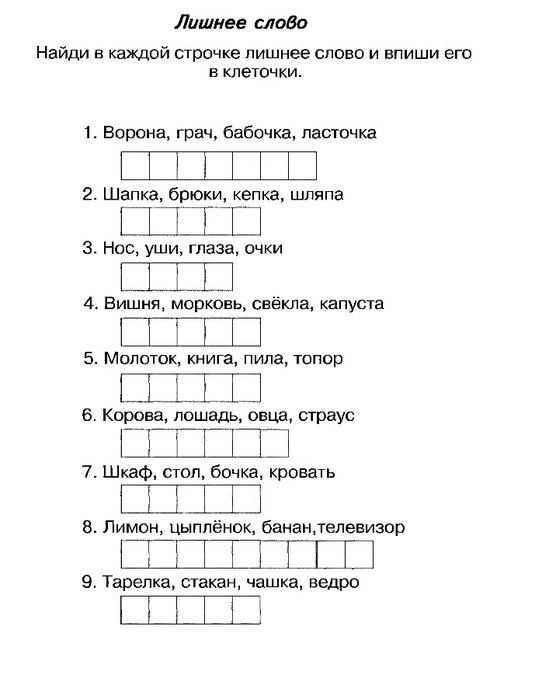 Лишнее слово
Найди в каждой строчке лишнее слово и впиши его
в клеточки.
1. Ворона, грач, бабочка, ласточка
2. Шапка, брюки, кепка, шляпа
3. Нос, уши, глаза, очки
4. Вишня, морковь, свёкла, капуста
5. Молоток, книга, пила, топор
6. Корова, лошадь, овца, страус
7. Шкаф, стол, бочка, кровать
8. Лимон, цыплёнок, банан,телевизор
9. Тарелка, стакан, чашка, ведро